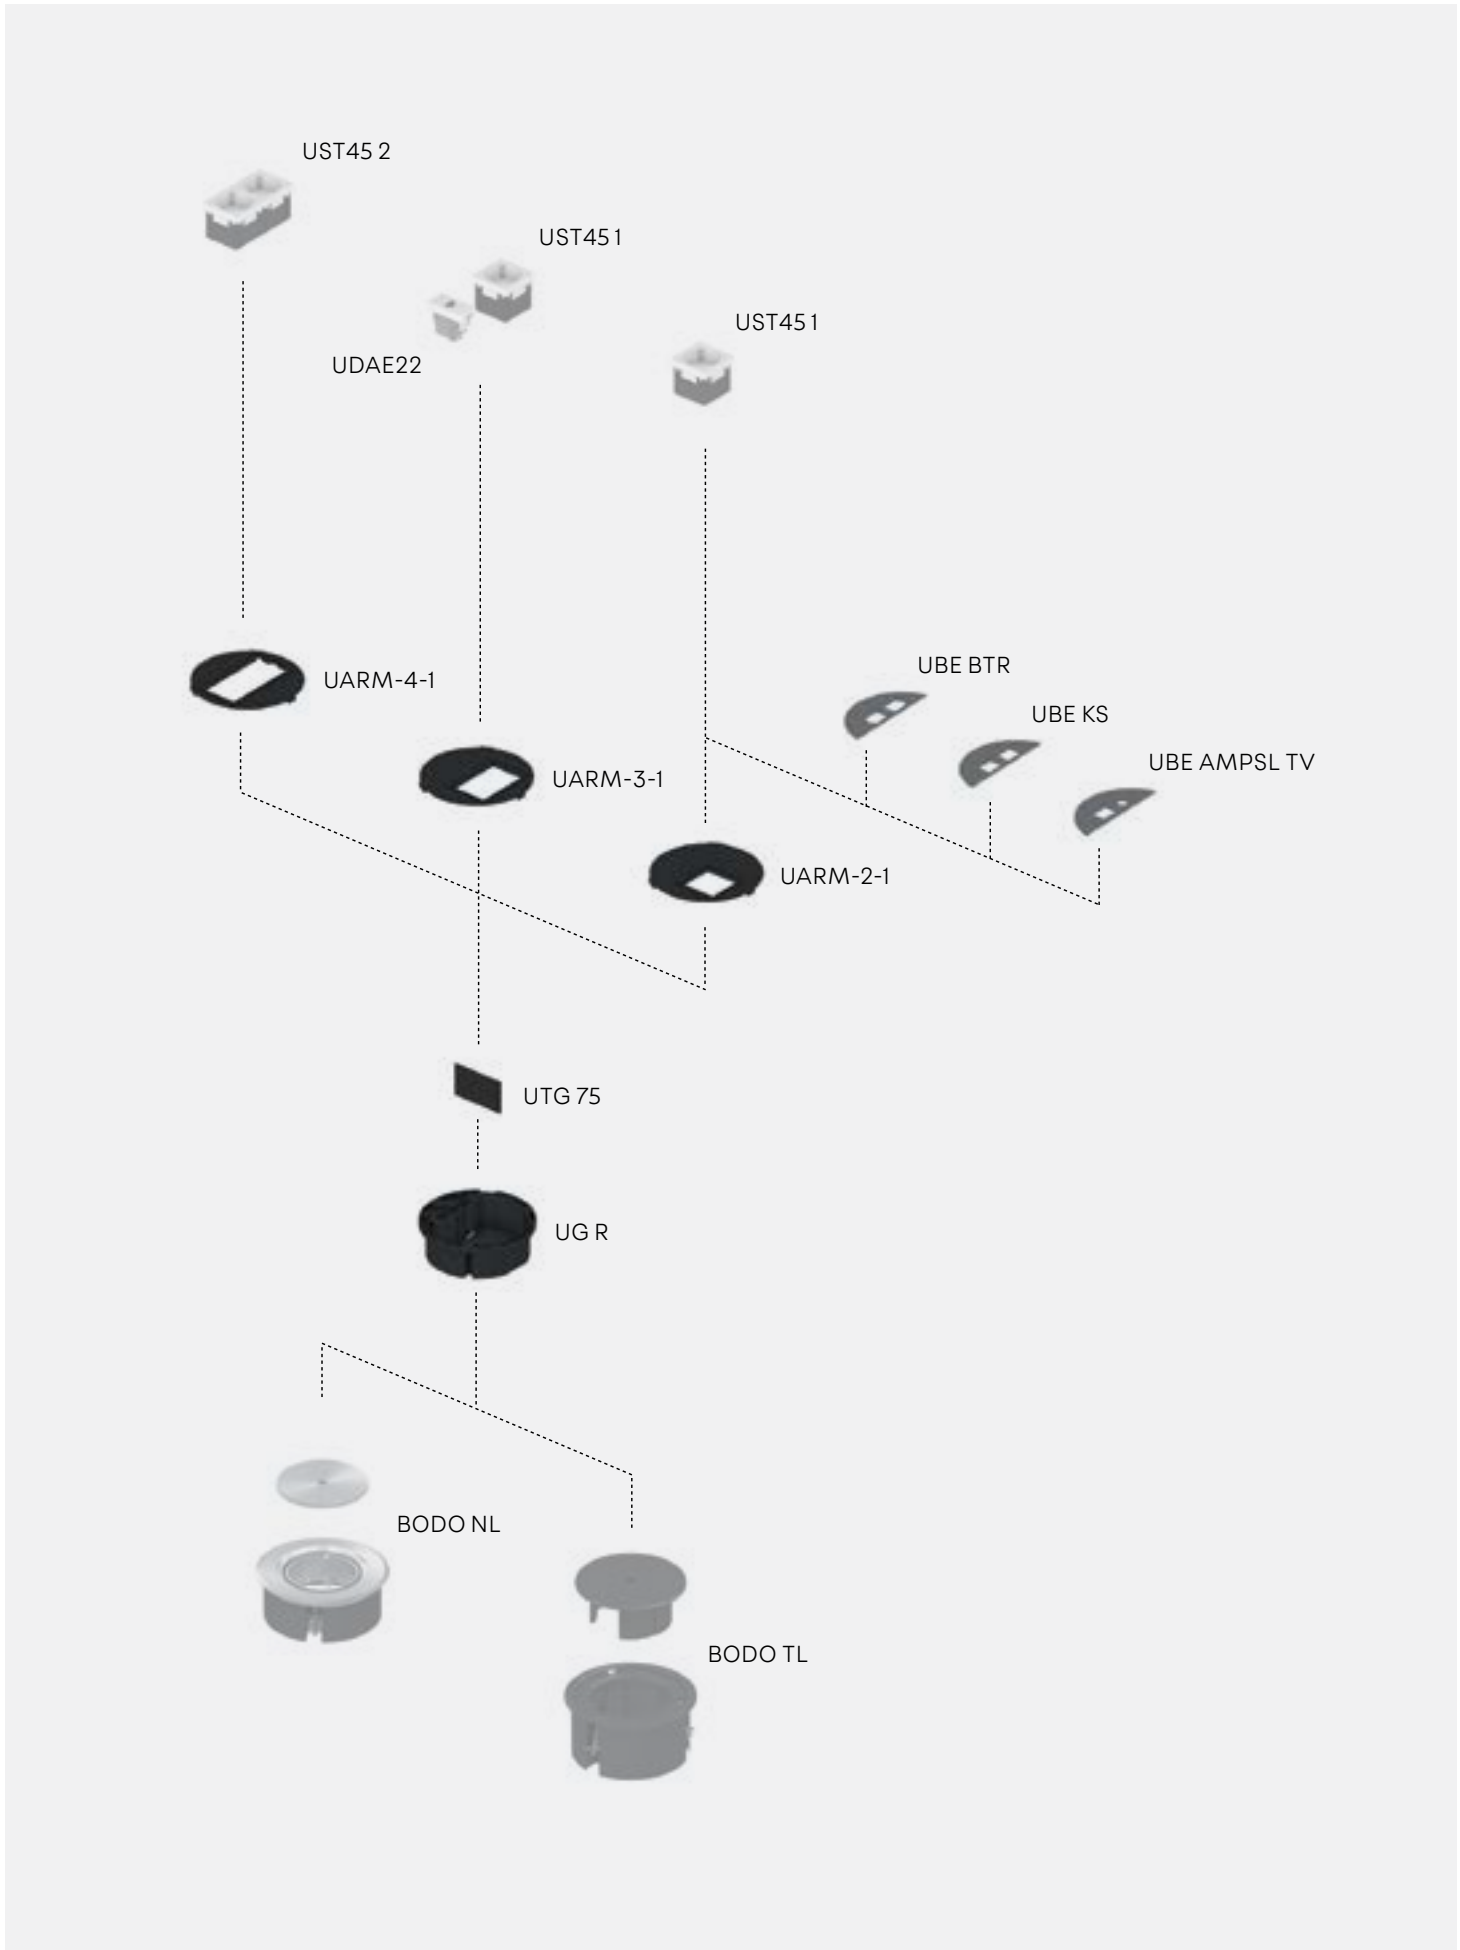 UST45 2
UST45 1
UST45 1
UDAE22
UBE BTR
UARM-4-1
UBE KS
UBE AMPSL TV
UARM-3-1
UARM-2-1
UTG 75
UG R
BODO NL
BODO TL